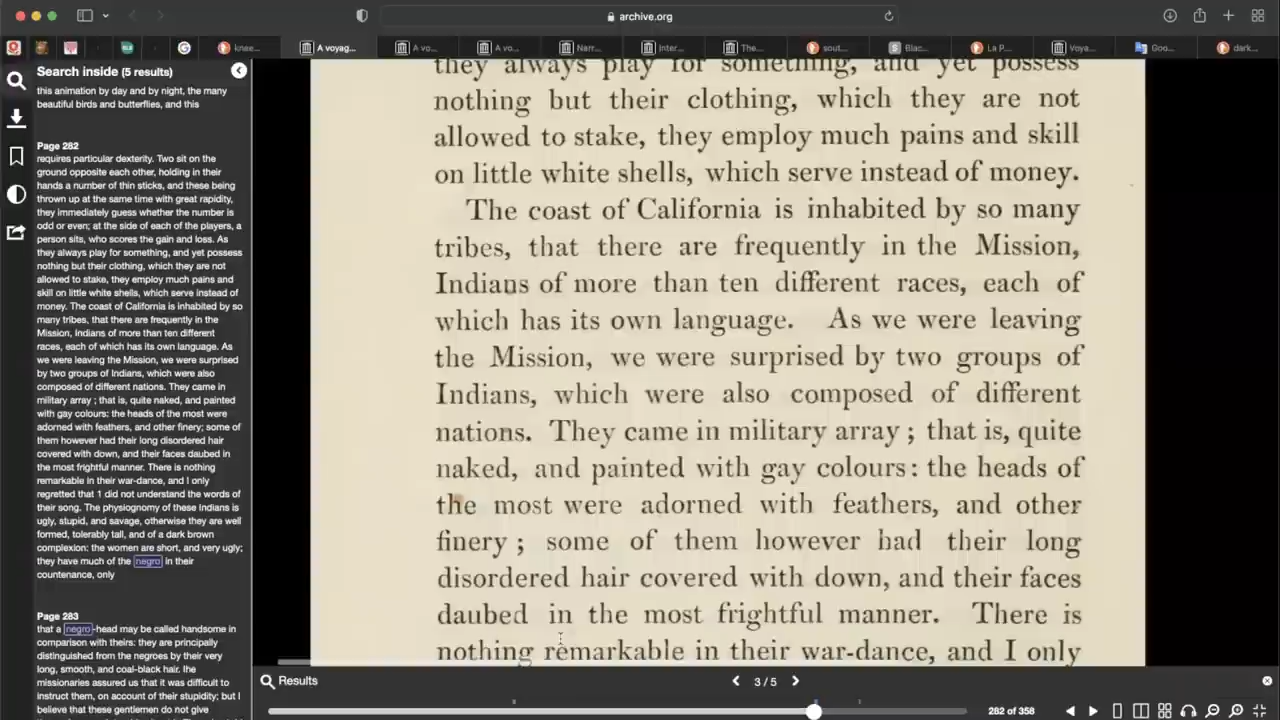 archive.org
knee...
A voyag...
A vo...
A vo...
Narr...
Inter...
The...
sout...
Blac...
La P...
Voya...
Goo...
dark...
Search inside (5 results)
this animation by day and by night, the many
beautiful birds and butterflies, and this
Page 282
requires particular dexterity. Two sit on the
ground opposite each other, holding in their
hands a number of thin sticks, and these being
thrown up at the same time with great rapidity,
they immediately guess whether the number is
odd or even; at the side of each of the players, a
person sits, who scores the gain and loss. As
they always play for something, and yet possess
nothing but their clothing, which they are not
allowed to stake, they employ much pains and
skill on little white shells, which serve instead of
money. The coast of California is inhabited by so
many tribes, that there are frequently in the
Mission, Indians of more than ten different
races, each of which has its own language. As
we were leaving the Mission, we were surprised
by two groups of Indians, which were also
composed of different nations. They came in
military array ; that is, quite naked, and painted
with gay colours: the heads of the most were
adorned with feathers, and other finery; some of
them however had their long disordered hair
covered with down, and their faces daubed in
the most frightful manner. There is nothing
remarkable in their war-dance, and I only
regretted that 1 did not understand the words of
their song. The physiognomy of these Indians is
ugly, stupid, and savage, otherwise they are well
formed, tolerably tall, and of a dark brown
complexion: the women are short, and very ugly;
they have much of the negro in their
countenance, only
Page 283
that a negro-head may be called handsome in
comparison with theirs: they are principally
distinguished from the negroes by their very
long, smooth, and coal-black hair. the
missionaries assured us that it was difficult to
instruct them, on account of their stupidity; but I
believe that these gentlemen do not give
they always play for something, and yet possess
nothing but their clothing, which they are not
allowed to stake, they employ much pains and skill
on little white shells, which serve instead of money.
The coast of California is inhabited by so many
tribes, that there are frequently in the Mission,
Indians of more than ten different races, each of
which has its own language. As we were leaving
the Mission, we were surprised by two groups of
Indians, which were also composed of different
nations. They came in military array ; that is, quite
naked, and painted with gay colours: the heads of
the most were adorned with feathers, and other
finery ; some of them however had their long
disordered hair covered with down, and their faces
daubed in the most frightful manner. There is
nothing remarkable in their war-dance, and I only
Results
3 / 5
282 of 358